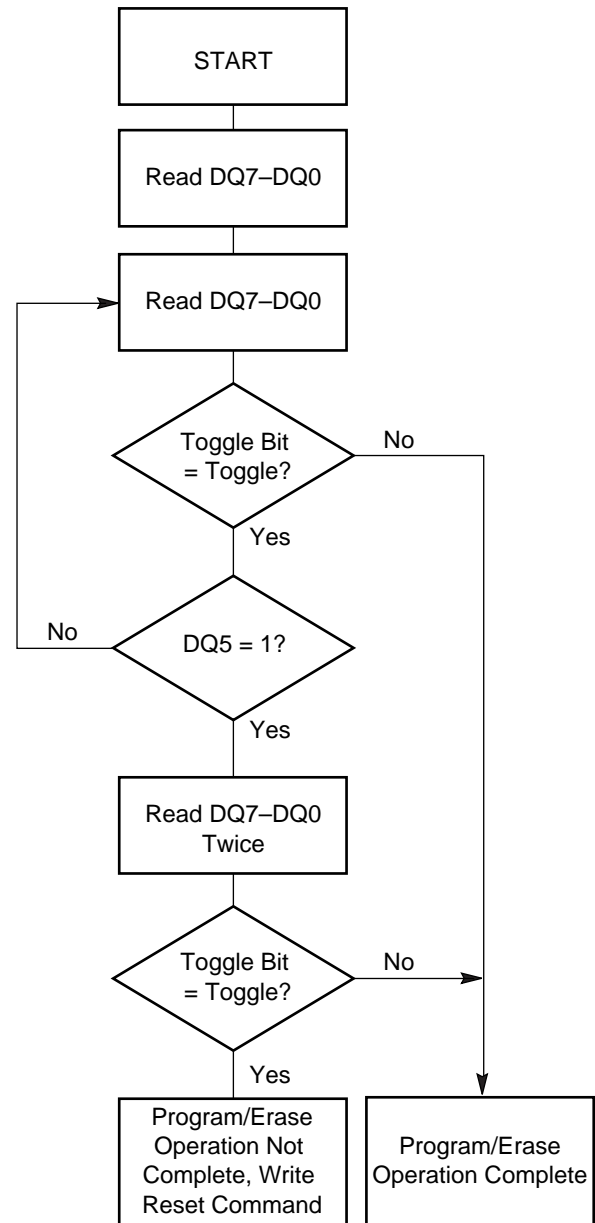 START
Read DQ7–DQ0
Read DQ7–DQ0
Toggle Bit
= Toggle?
No
Yes
No
DQ5 = 1?
Yes
Read DQ7–DQ0
Twice
Toggle Bit
= Toggle?
No
Yes
Program/Erase
Operation Not
Complete, Write
Reset Command
Program/Erase
Operation Complete